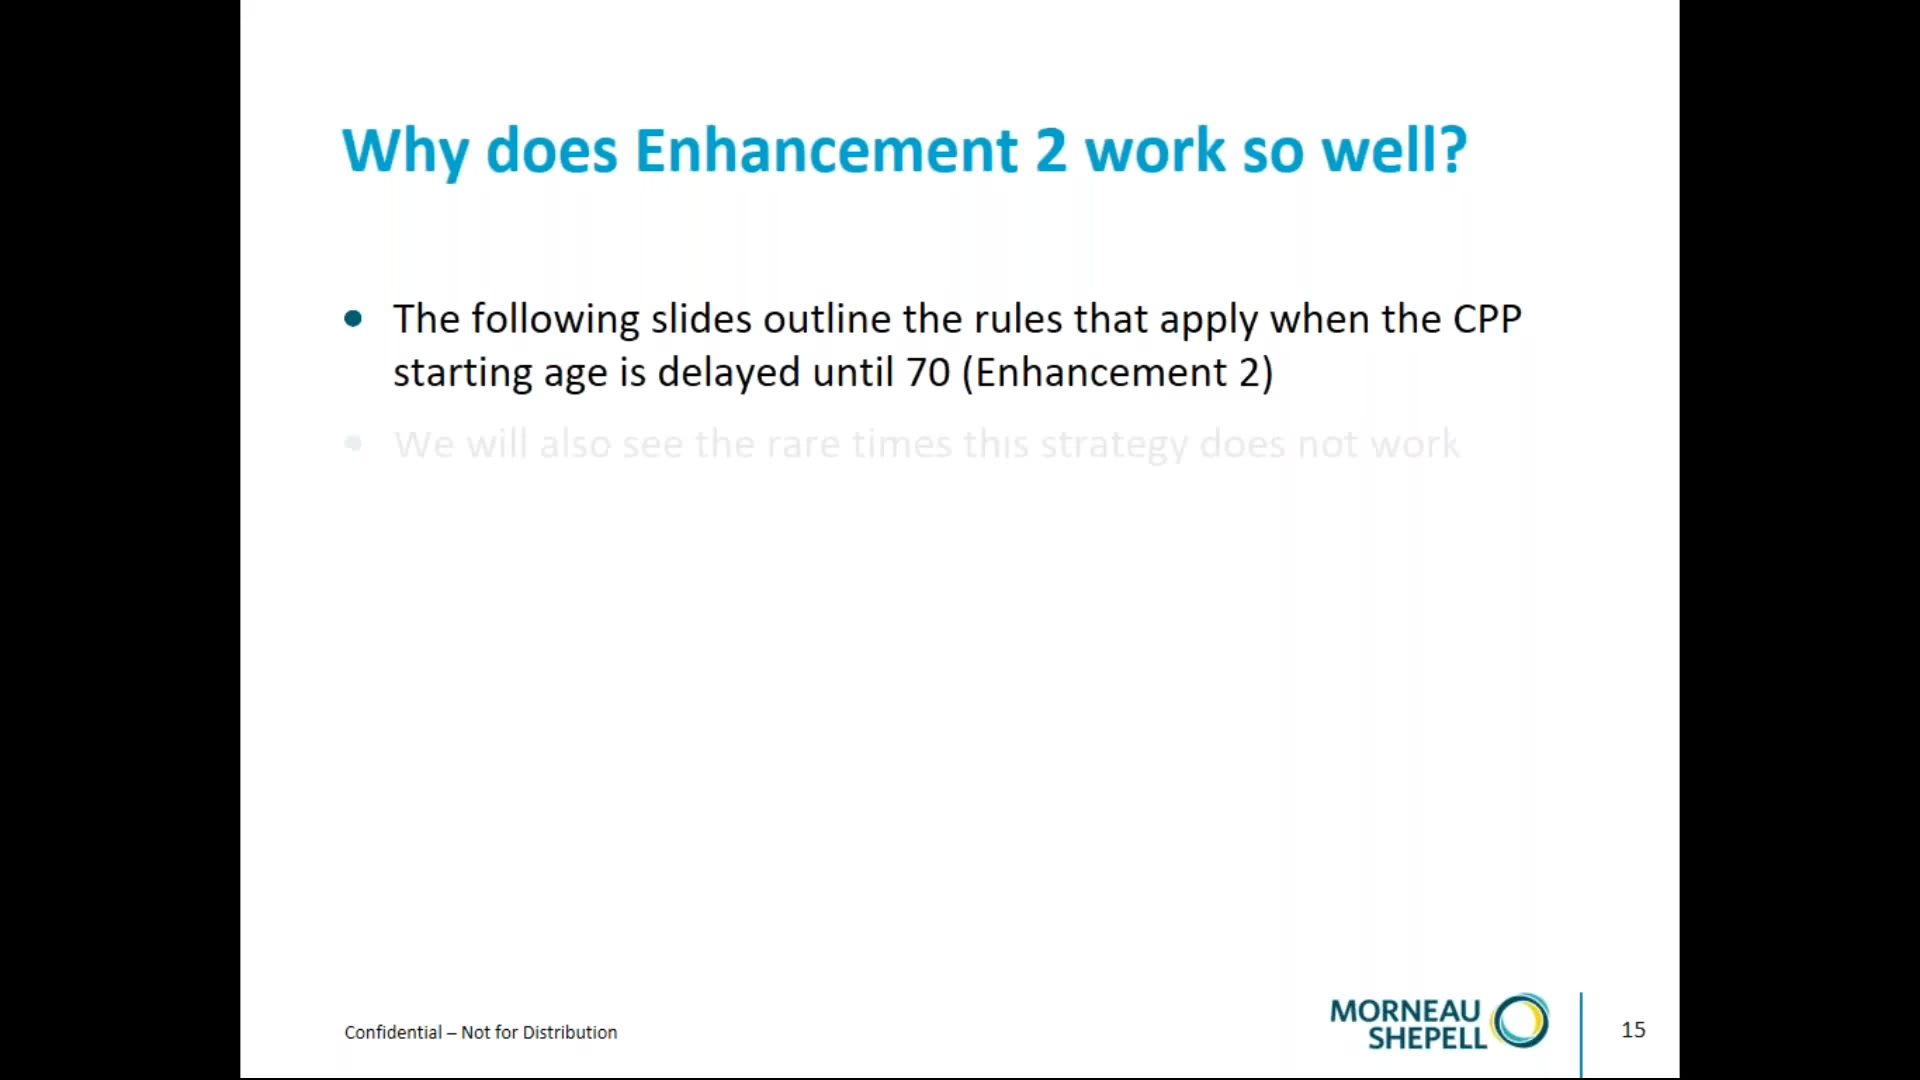 Why does Enhancement 2 work so well?
• The following slides outline the rules that apply when the CPP
starting age is delayed until 70 (Enhancement 2)
• We will also see the rare times this strategy does not work
Confidential – Not for Distribution
MORNEAU
SHEPELL
15